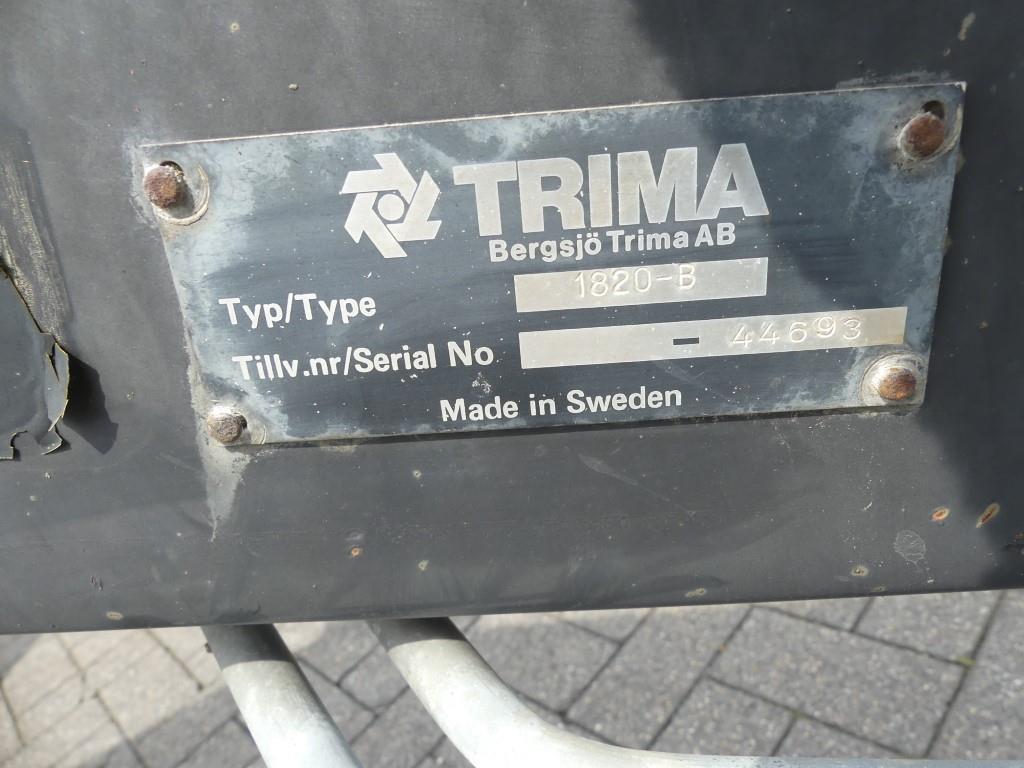 TRIMA
Bergsjö Trima AB
Typ/Type 1820-B
Tillv.nr/Serial No - 44693
Made in Sweden